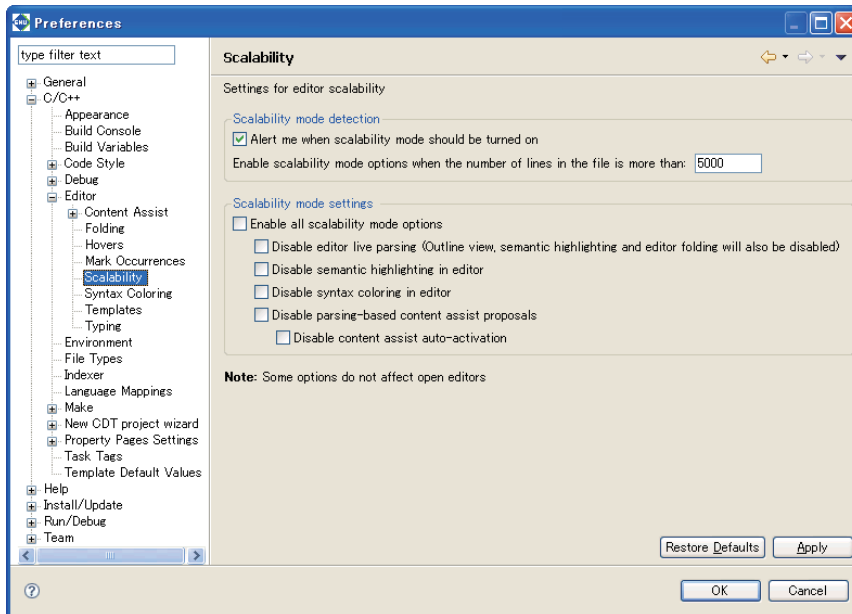 GNU Preferences
type filter text
General
C/C++
Appearance
Build Console
Build Variables
Code Style
Debug
Editor
Content Assist
Folding
Hovers
Mark Occurrences
Scalability
Syntax Coloring
Templates
Typing
Environment
File Types
Indexer
Language Mappings
Make
New CDT project wizard
Property Pages Settings
Task Tags
Template Default Values
Help
Install/Update
Run/Debug
Team
Scalability
Settings for editor scalability
Scalability mode detection
Alert me when scalability mode should be turned on
Enable scalability mode options when the number of lines in the file is more than: 5000
Scalability mode settings
Enable all scalability mode options
Disable editor live parsing (Outline view, semantic highlighting and editor folding will also be disabled)
Disable semantic highlighting in editor
Disable syntax coloring in editor
Disable parsing-based content assist proposals
Disable content assist auto-activation
Note: Some options do not affect open editors
Restore Defaults Apply
? OK Cancel